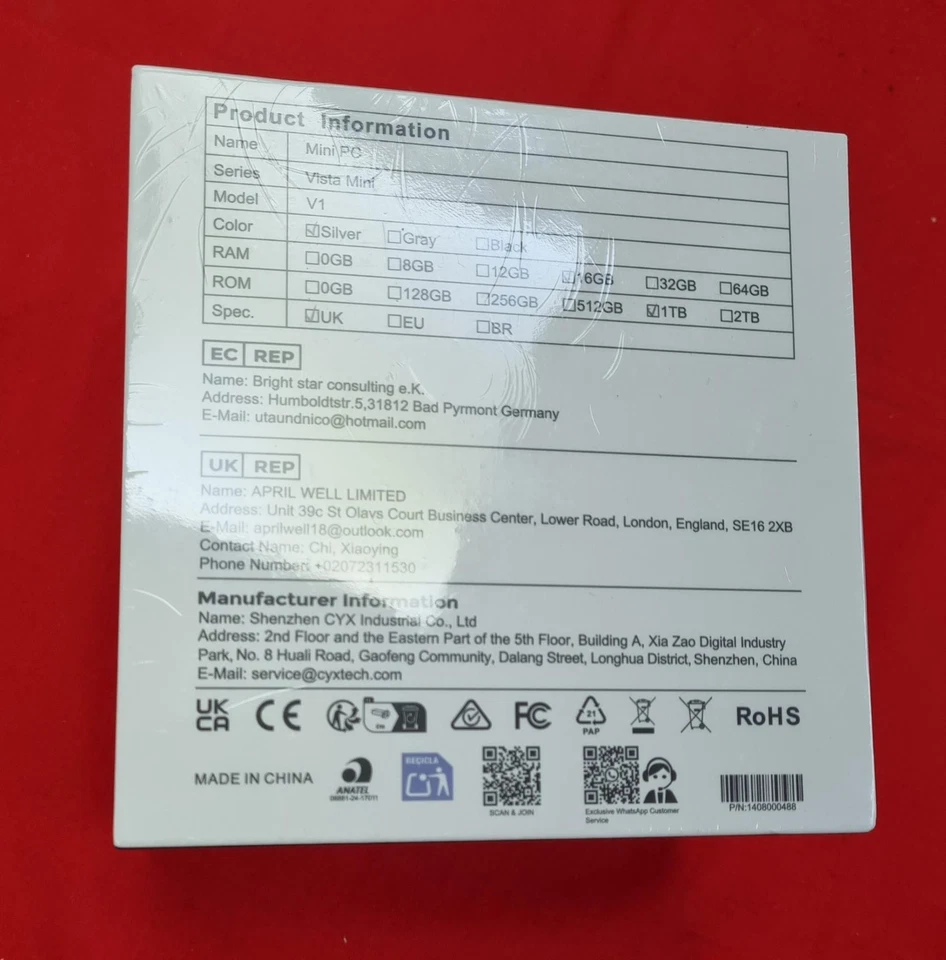 Product Information
Name Mini PC
Series Vista Mini
Model V1
Color ☑Silver ☐Gray ☐Black
RAM ☐0GB ☐8GB ☐12GB ☑16GB ☐32GB ☐64GB
ROM ☐0GB ☐128GB ☐256GB ☐512GB ☑1TB ☐2TB
Spec. ☑UK ☐EU ☐BR
EC REP
Name: Bright star consulting e.K.
Address: Humboldtstr.5,31812 Bad Pyrmont Germany
E-Mail: utaundnico@hotmail.com
UK REP
Name: APRIL WELL LIMITED
Address: Unit 39c St Olavs Court Business Center, Lower Road, London, England, SE16 2XB
E-Mail: aprilwell18@outlook.com
Contact Name: Chi, Xiaoying
Phone Number: +02072311530
Manufacturer Information
Name: Shenzhen CYX Industrial Co., Ltd
Address: 2nd Floor and the Eastern Part of the 5th Floor, Building A, Xia Zao Digital Industry
Park, No. 8 Huali Road, Gaofeng Community, Dalang Street, Longhua District, Shenzhen, China
E-Mail: service@cyxtech.com
UK
CA CE FC 21 RoHS
PAP
MADE IN CHINA
ANATEL
RECICLA
SCAN & JOIN
Exclusive WhatsApp Customer
Service
P/N:1408000488